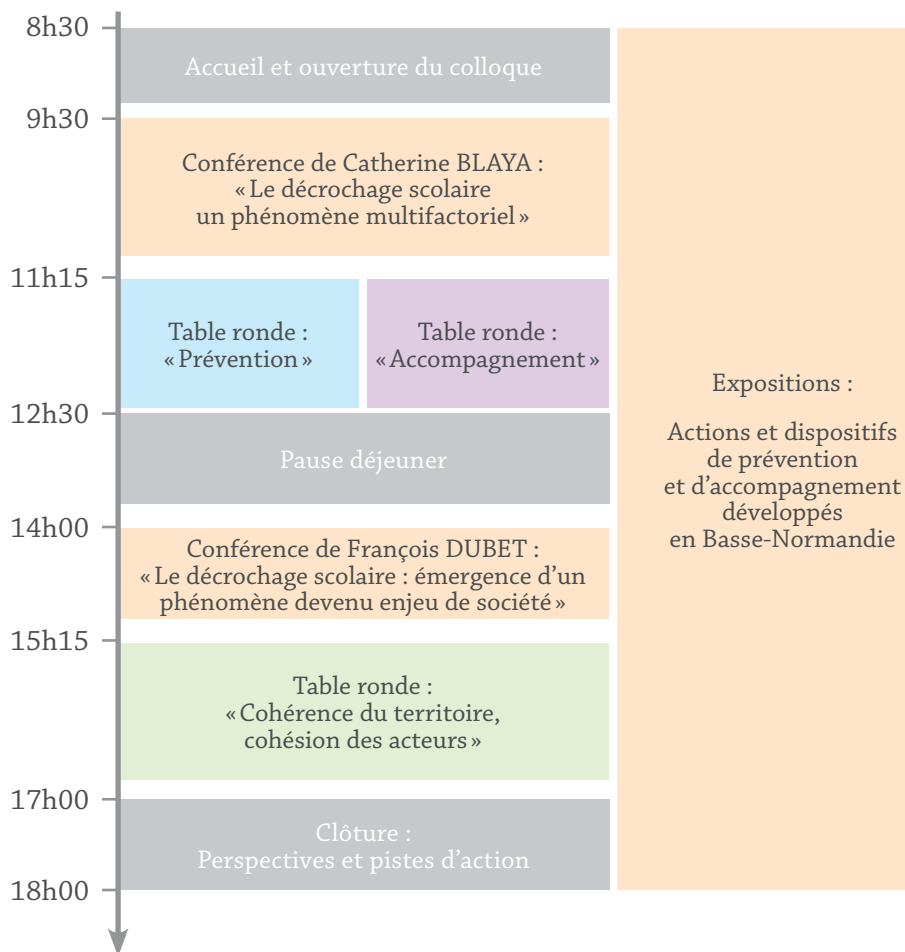 8h30
Accueil et ouverture du colloque
9h30
Conférence de Catherine BLAYA :
« Le décrochage scolaire
un phénomène multifactoriel »
11h15
Table ronde :
« Prévention »
Table ronde :
« Accompagnement »
12h30
Pause déjeuner
14h00
Conférence de François DUBET :
« Le décrochage scolaire : émergence d’un
phénomène devenu enjeu de société »
15h15
Table ronde :
« Cohérence du territoire,
cohésion des acteurs »
17h00
Clôture :
Perspectives et pistes d’action
18h00
Expositions :
Actions et dispositifs
de prévention
et d’accompagnement
développés
en Basse-Normandie